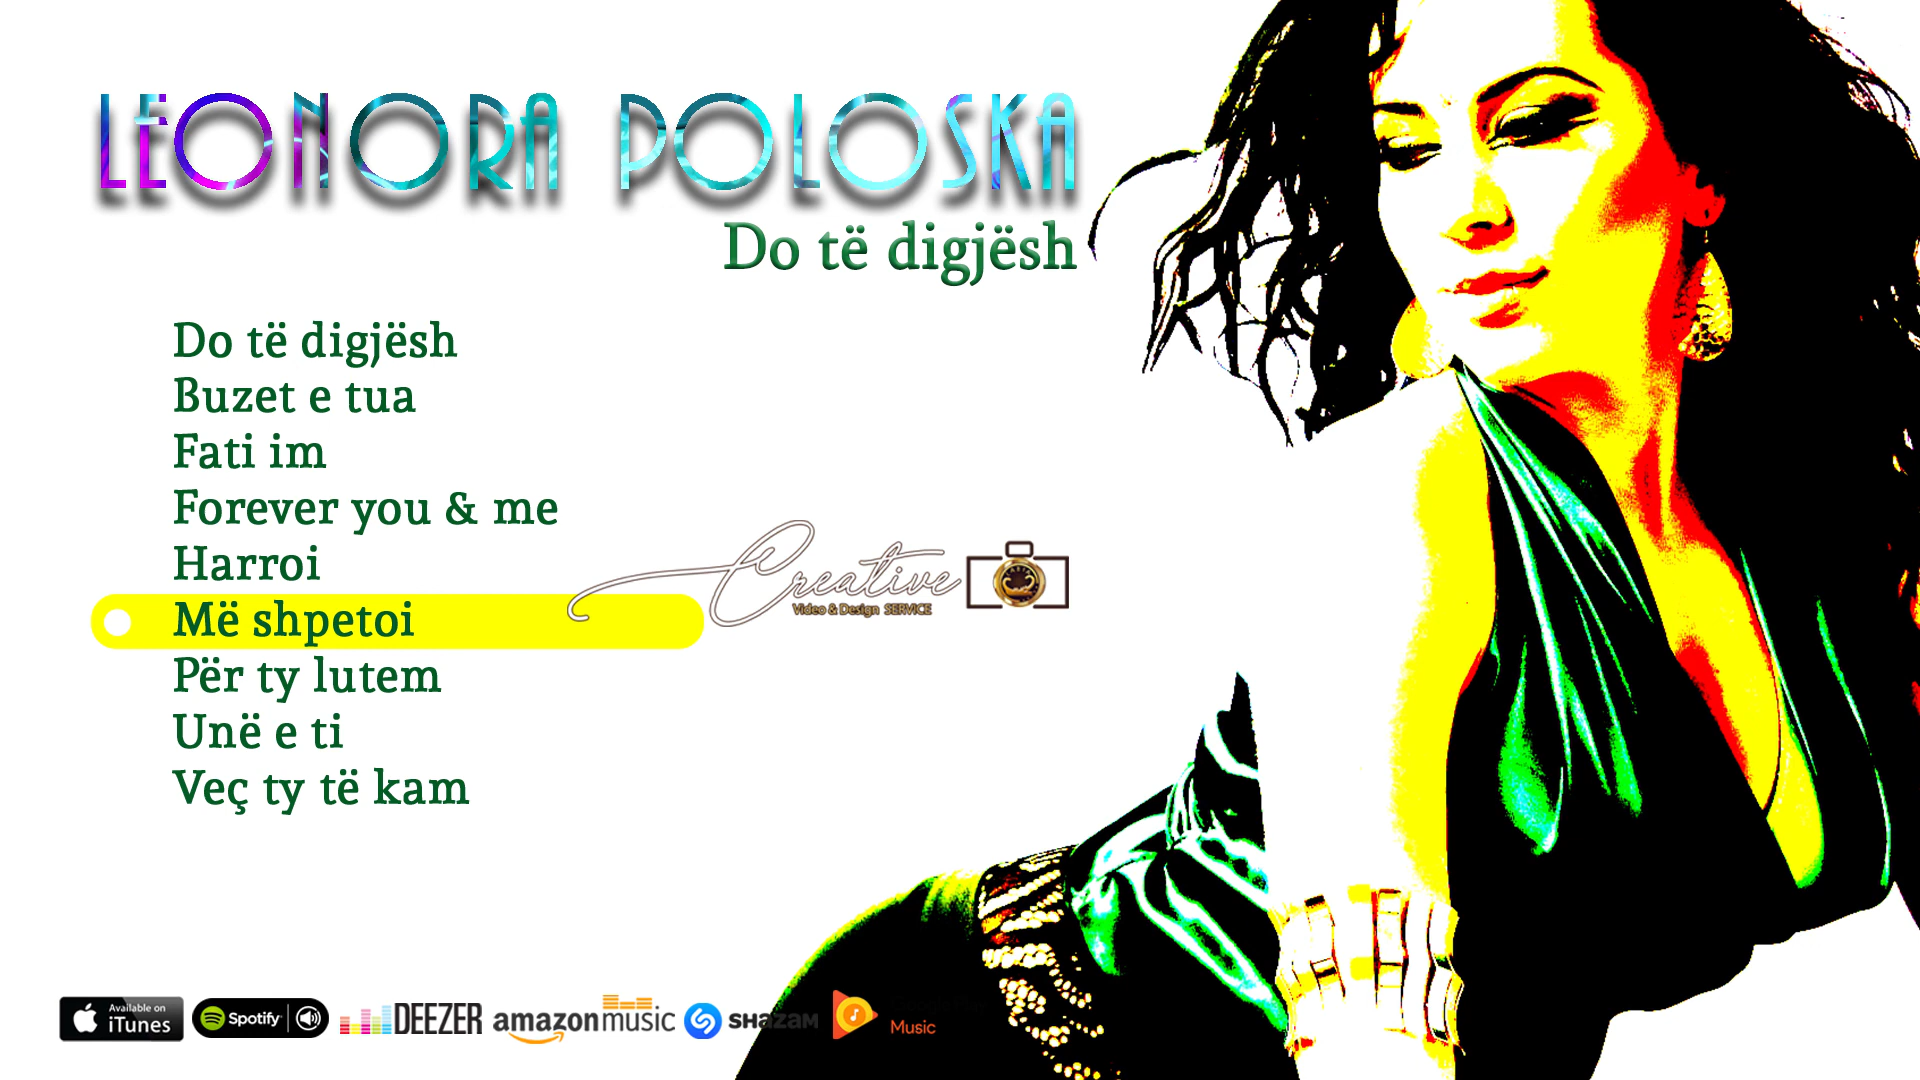 LEONORA POLOSKA
Do të digjësh
Do të digjësh
Buzet e tua
Fati im
Forever you & me
Harroi
Më shpetoi
Për ty lutem
Unë e ti
Veç ty të kam
Creative
Video & Design SERVICE
Available on
iTunes
Spotify
DEEZER
amazon music
SHAZAM
Music